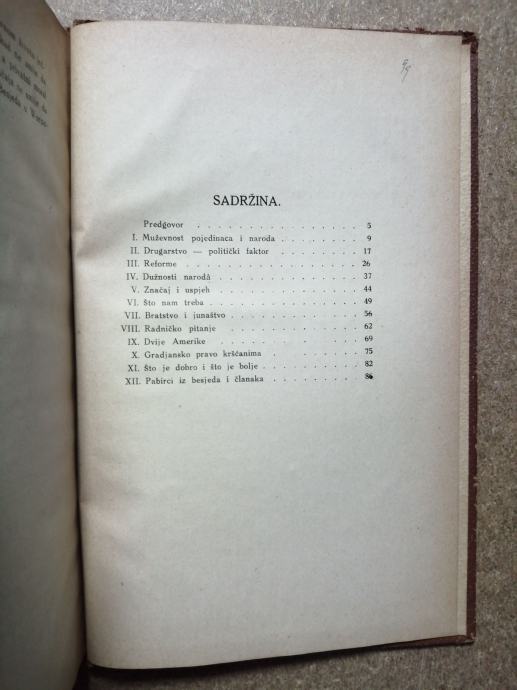 SADRŽINA.
Predgovor . . . . . . . . . . . . 5
I. Muževnost pojedinaca i naroda . . . . . . . . 9
II. Drugarstvo — politički faktor . . . . . . . . 17
III. Reforme . . . . . . . . . . . . 26
IV. Dužnosti narodâ . . . . . . . . . . 37
V. Značaj i uspjeh . . . . . . . . . . 44
VI. Što nam treba . . . . . . . . . . 49
VII. Bratstvo i junaštvo . . . . . . . . . 56
VIII. Radničko pitanje . . . . . . . . . . 62
IX. Dvije Amerike . . . . . . . . . . 69
X. Gradjansko pravo kršćanima . . . . . . . . 75
XI. Što je dobro i što je bolje . . . . . . . . 82
XII. Pabirci iz besjeda i članaka . . . . . . . . 86